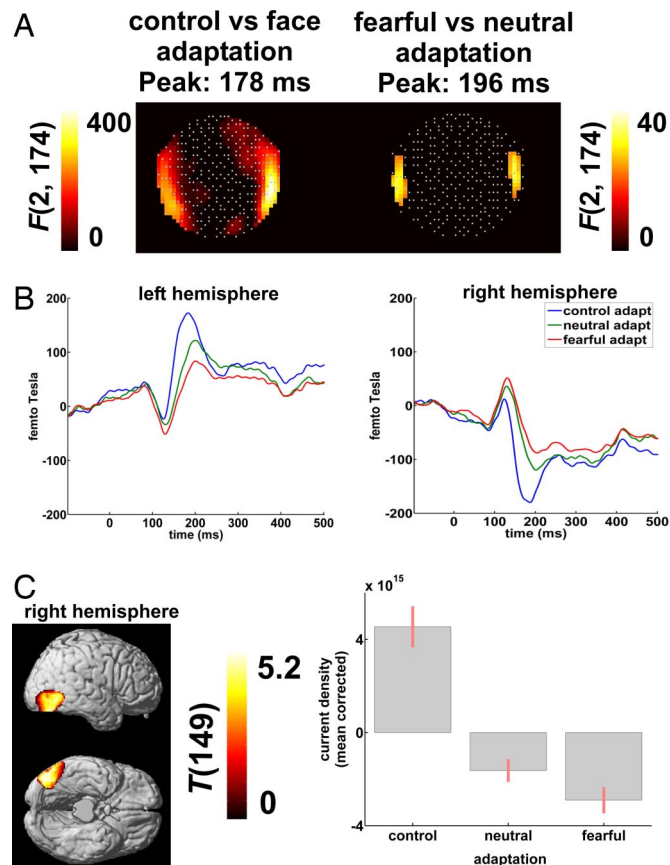 A
control vs face
adaptation
Peak: 178 ms
fearful vs neutral
adaptation
Peak: 196 ms
400
F(2, 174)
0
40
F(2, 174)
0
B
left hemisphere
200
100
0
-100
-200
femto Tesla
0
100
200
300
400
500
time (ms)
right hemisphere
control adapt
neutral adapt
fearful adapt
200
100
0
-100
-200
femto Tesla
0
100
200
300
400
500
time (ms)
C
right hemisphere
5.2
T(149)
0
x 10¹⁵
4
0
-4
current density
(mean corrected)
control
neutral
fearful
adaptation